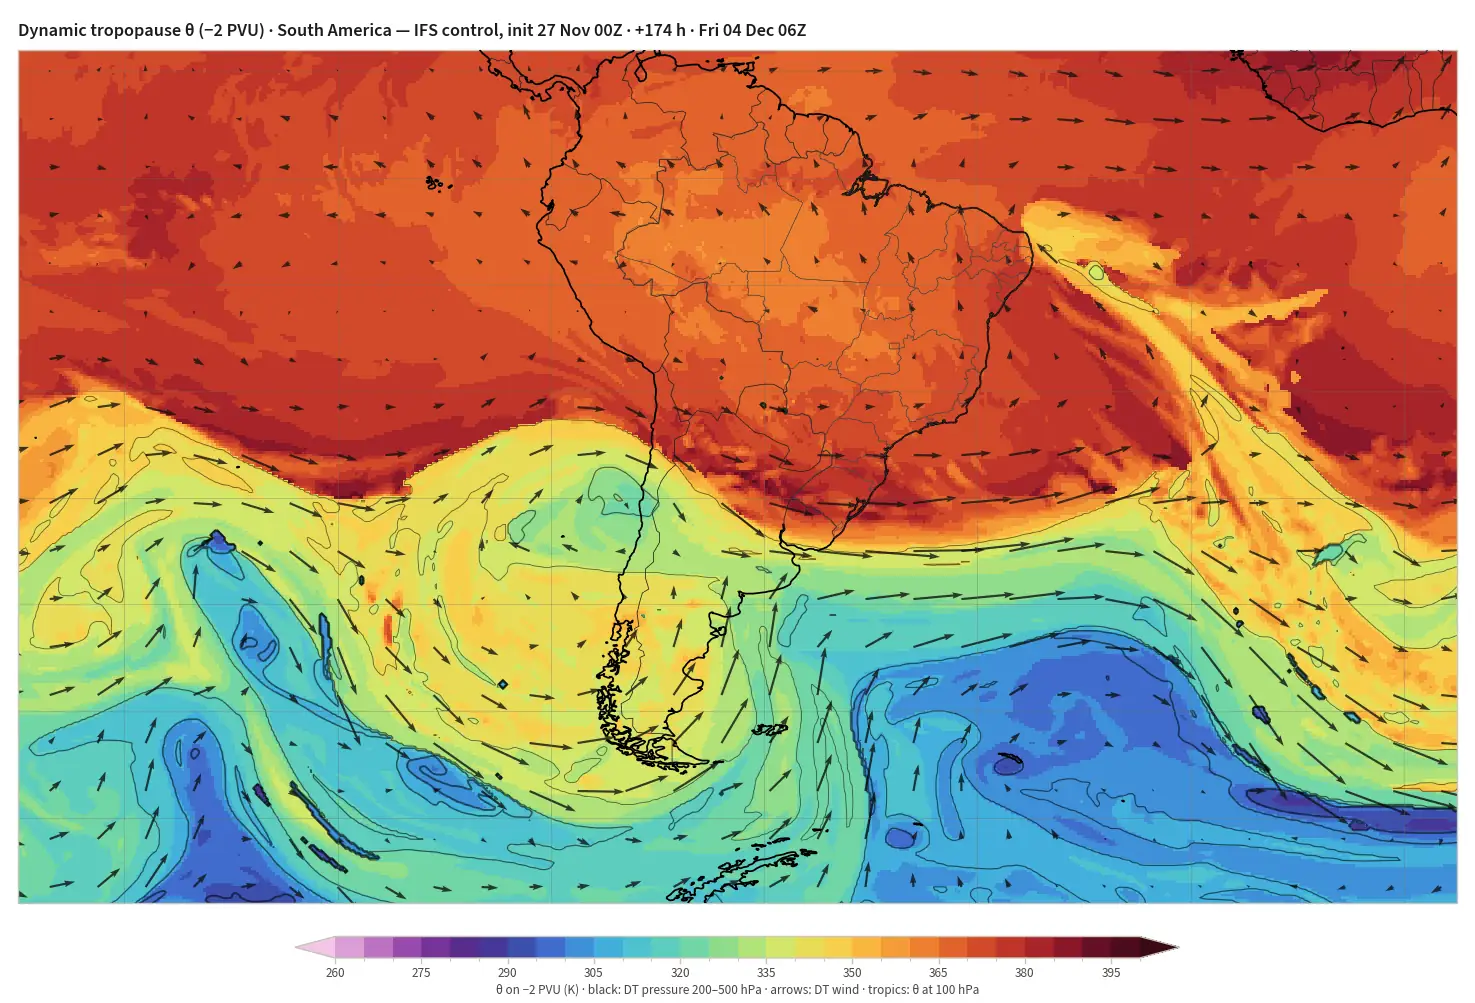 Dynamic tropopause θ (−2 PVU) · South America — IFS control, init 27 Nov 00Z · +174 h · Fri 04 Dec 06Z
260 275 290 305 320 335 350 365 380 395
θ on −2 PVU (K) · black: DT pressure 200–500 hPa · arrows: DT wind · tropics: θ at 100 hPa